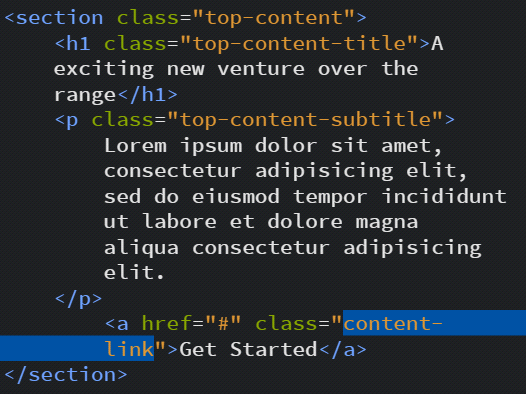 <section class="top-content">
<h1 class="top-content-title">A
exciting new venture over the
range</h1>
<p class="top-content-subtitle">
Lorem ipsum dolor sit amet,
consectetur adipisicing elit,
sed do eiusmod tempor incididunt
ut labore et dolore magna
aliqua consectetur adipisicing
elit.
</p>
<a href="#" class="content-
link">Get Started</a>
</section>